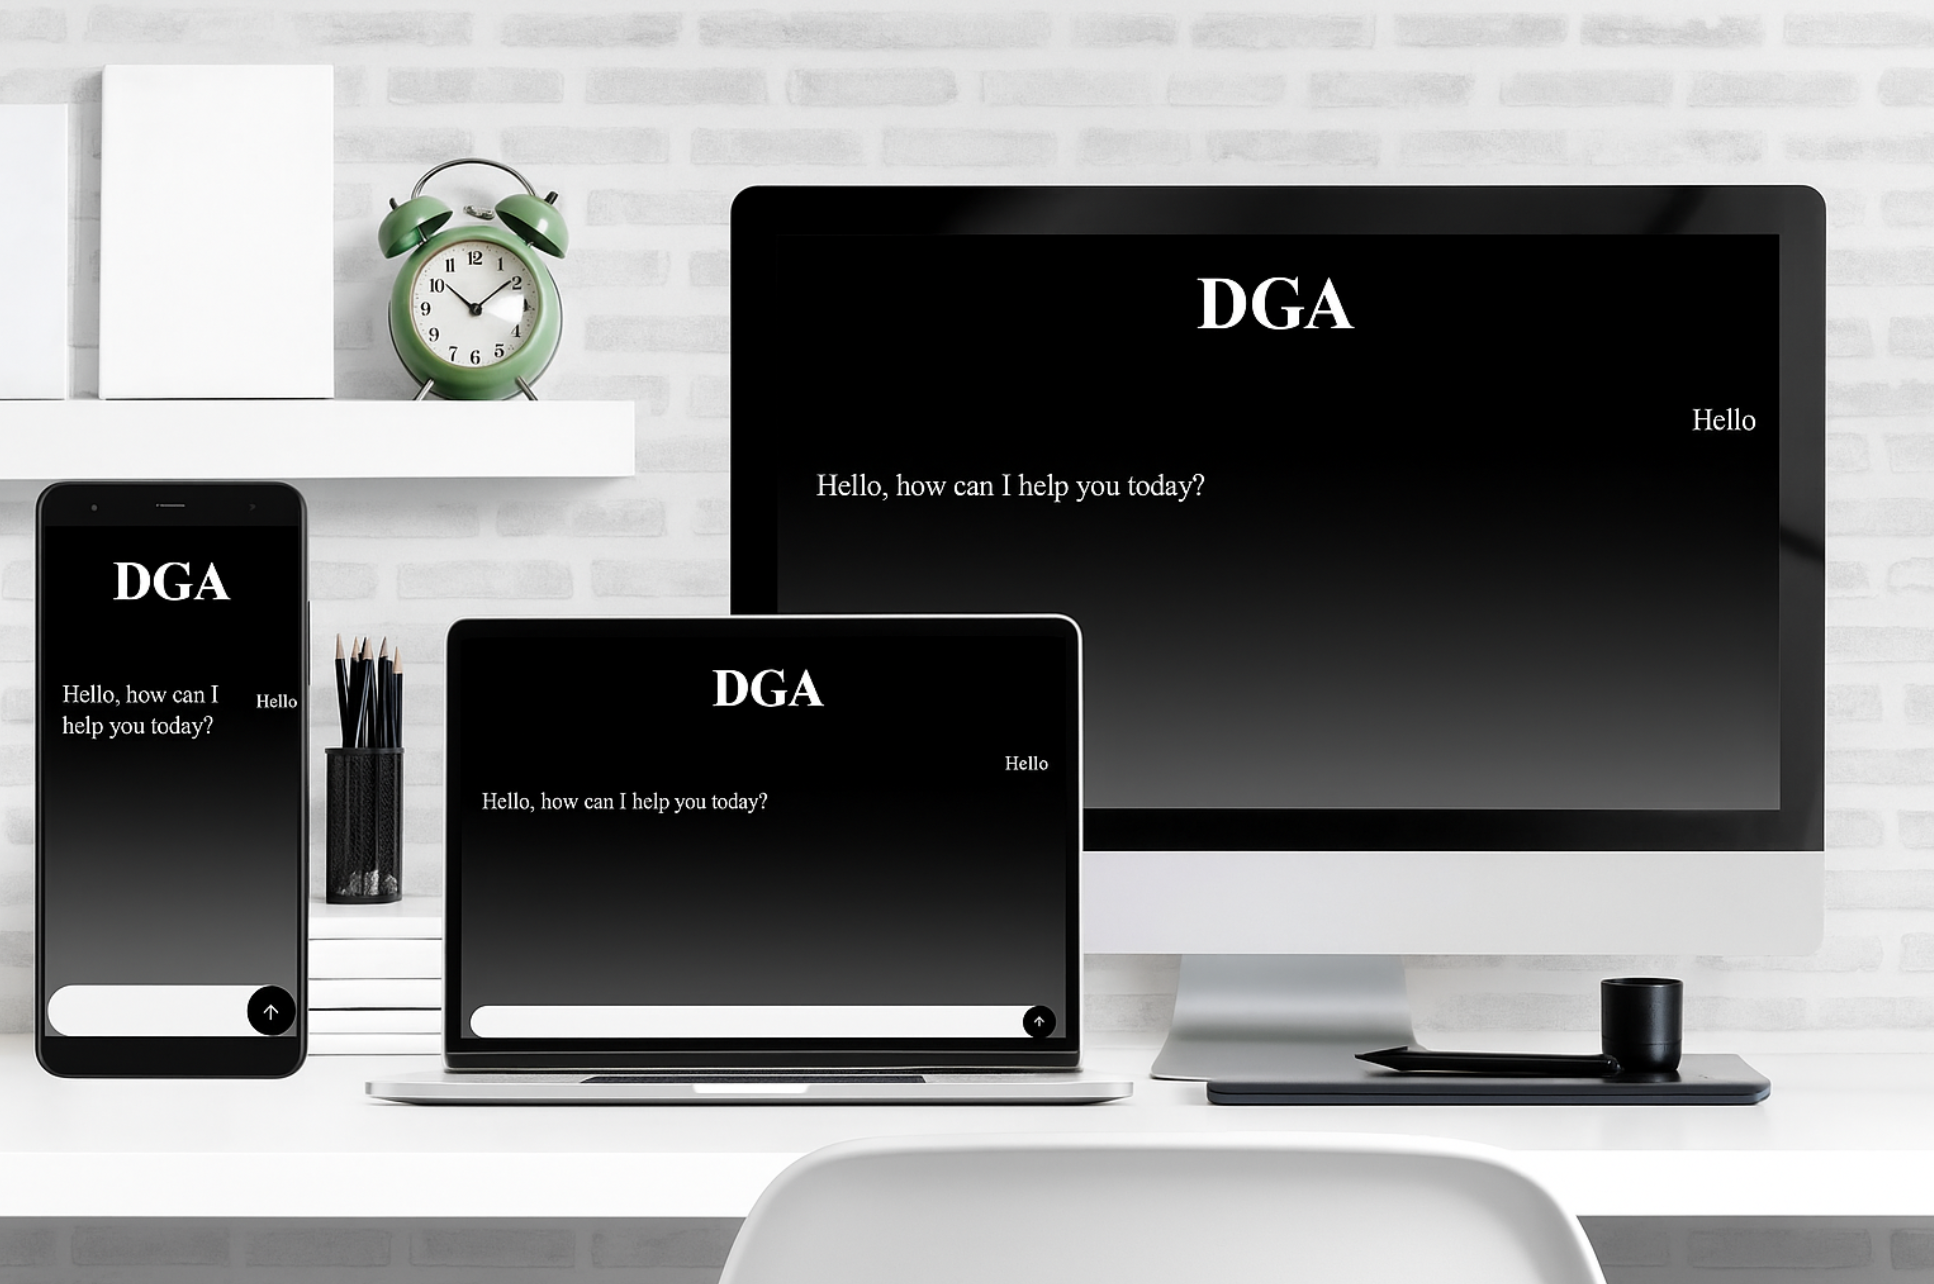 11 12 1
10 2
9
9 4
7 6 5
DGA
Hello
Hello, how can I help you today?
DGA
Hello, how can I
help you today?
Hello
DGA
Hello
Hello, how can I help you today?